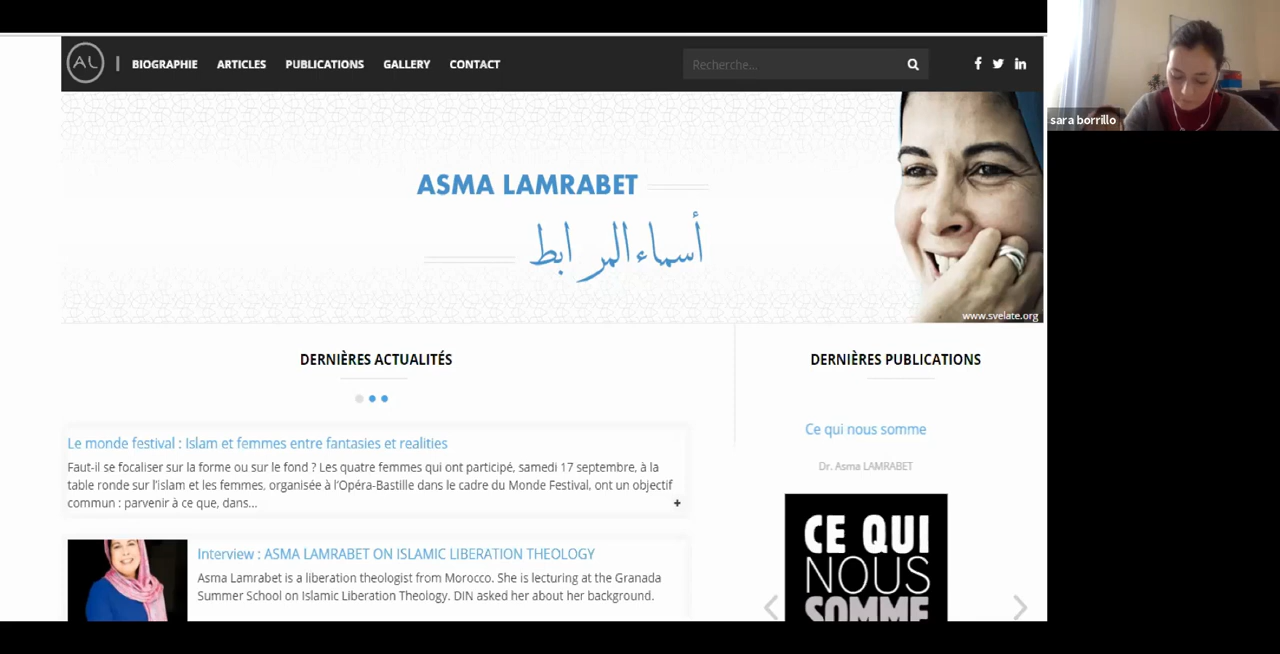 AL | BIOGRAPHIE ARTICLES PUBLICATIONS GALLERY CONTACT Recherche...
sara borrillo
ASMA LAMRABET
أسماء المرابط
www.svelate.org
DERNIÈRES ACTUALITÉS
Le monde festival : Islam et femmes entre fantasies et realities
Faut-il se focaliser sur la forme ou sur le fond ? Les quatre femmes qui ont participé, samedi 17 septembre, à la
table ronde sur l'islam et les femmes, organisée à l'Opéra-Bastille dans le cadre du Monde Festival, ont un objectif
commun : parvenir à ce que, dans...
+
Interview : ASMA LAMRABET ON ISLAMIC LIBERATION THEOLOGY
Asma Lamrabet is a liberation theologist from Morocco. She is lecturing at the Granada
Summer School on Islamic Liberation Theology. DIN asked her about her background.
DERNIÈRES PUBLICATIONS
Ce qui nous somme
Dr. Asma LAMRABET
CE QUI
NOUS
SOMME